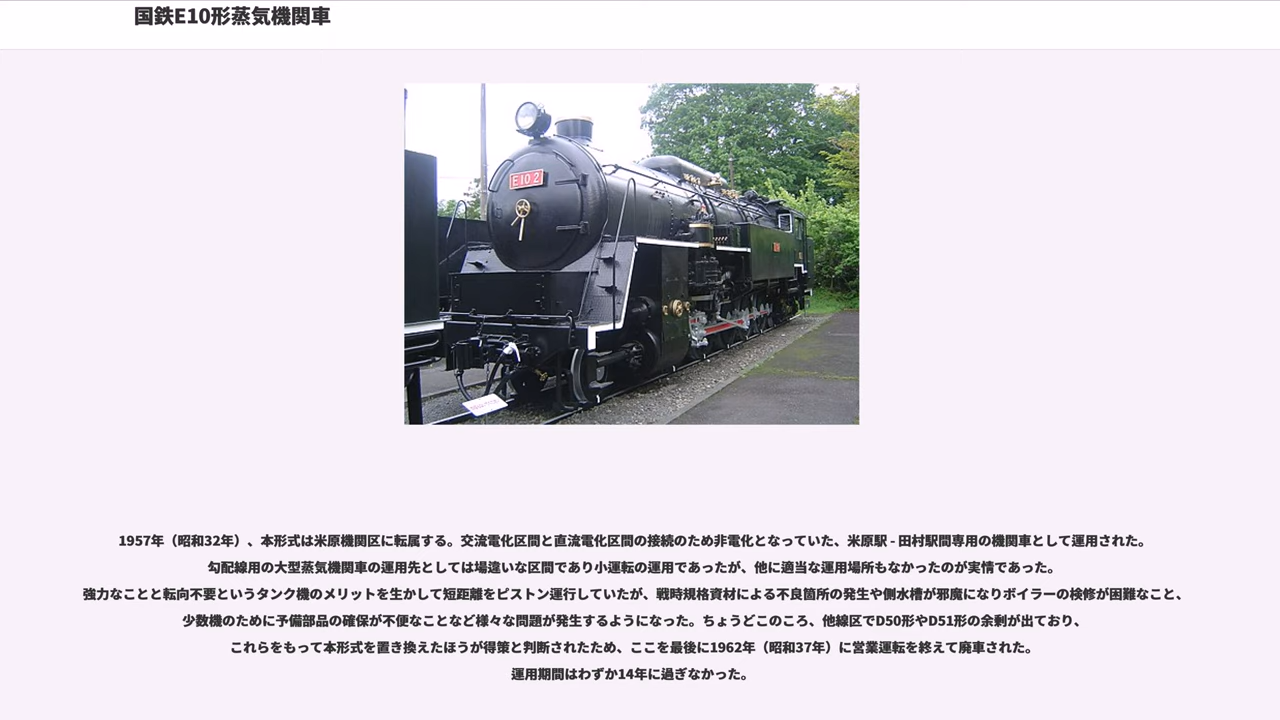 国鉄E10形蒸気機関車
E10 2
1957年（昭和32年）、本形式は米原機関区に転属する。交流電化区間と直流電化区間の接続のため非電化となっていた、米原駅 - 田村駅間専用の機関車として運用された。
勾配線用の大型蒸気機関車の運用先としては場違いな区間であり小運転の運用であったが、他に適当な運用場所もなかったのが実情であった。
強力なことと転向不要というタンク機のメリットを生かして短距離をピストン運行していたが、戦時規格資材による不良箇所の発生や側水槽が邪魔になりボイラーの検修が困難なこと、
少数機のために予備部品の確保が不便なことなど様々な問題が発生するようになった。ちょうどこのころ、他線区でD50形やD51形の余剰が出ており、
これらをもって本形式を置き換えたほうが得策と判断されたため、ここを最後に1962年（昭和37年）に営業運転を終えて廃車された。
運用期間はわずか14年に過ぎなかった。